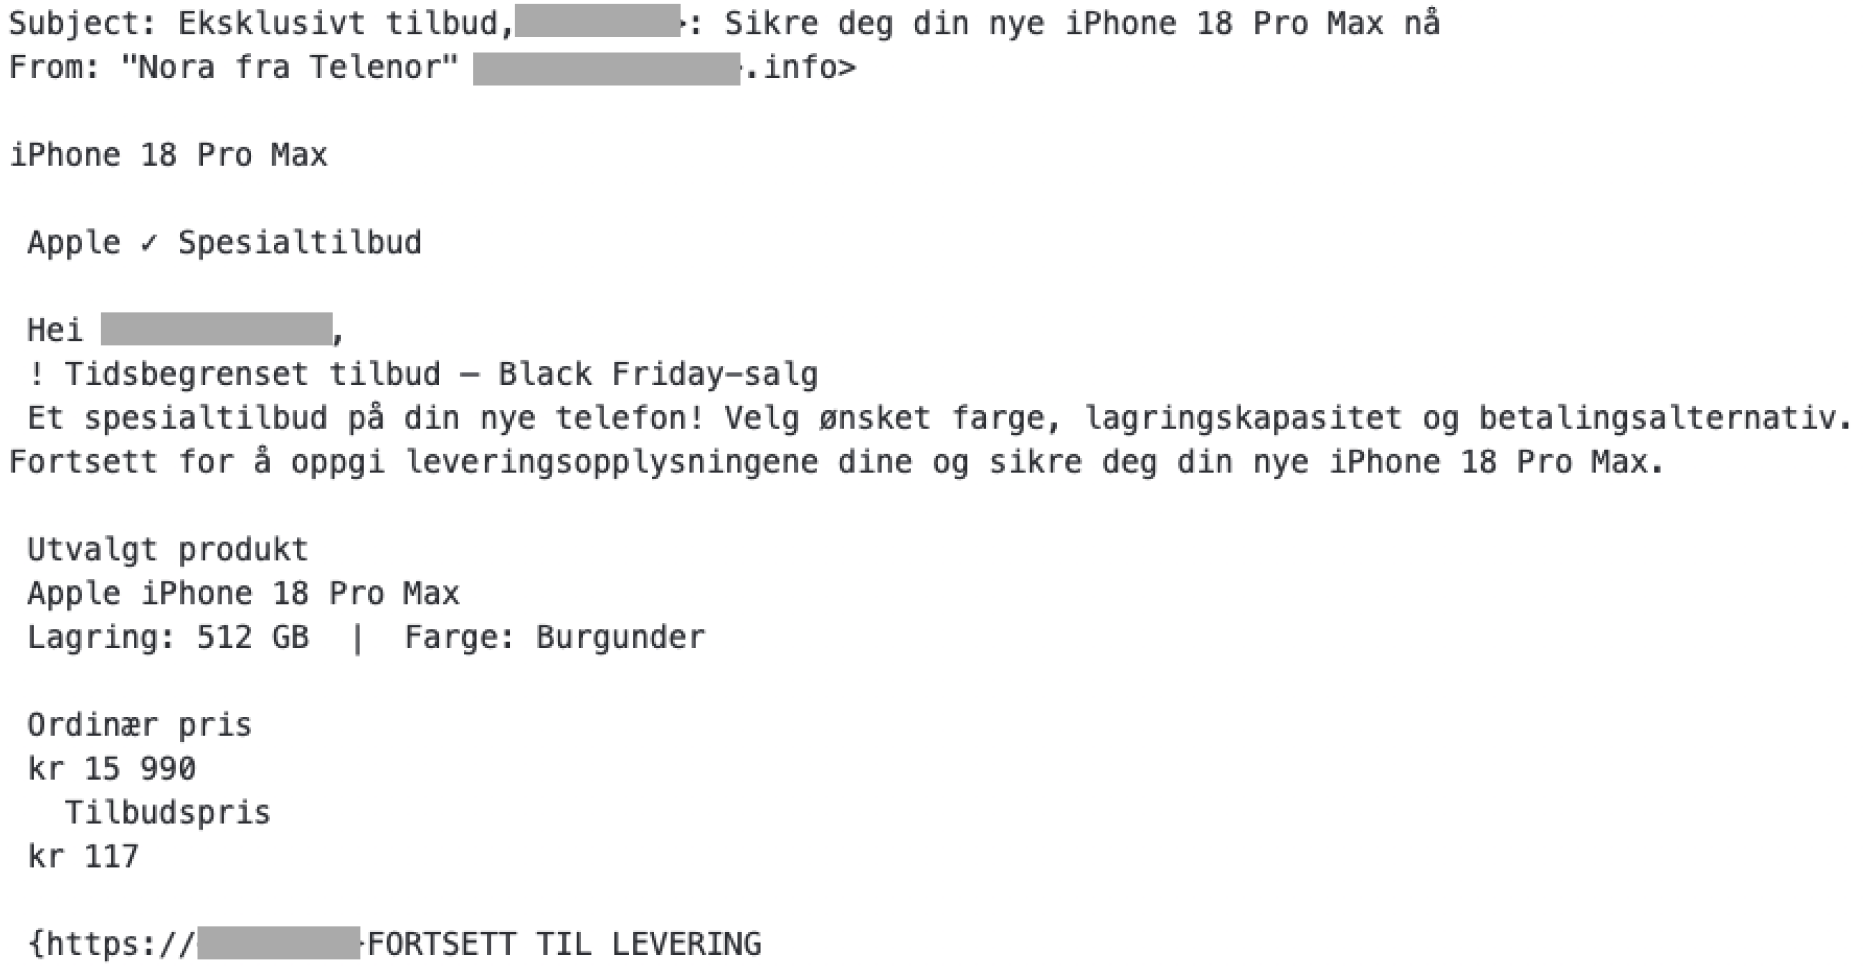 Subject: Eksklusivt tilbud, : Sikre deg din nye iPhone 18 Pro Max nå
From: "Nora fra Telenor" .info>
iPhone 18 Pro Max
Apple ✓ Spesialtilbud
Hei ,
! Tidsbegrenset tilbud – Black Friday-salg
Et spesialtilbud på din nye telefon! Velg ønsket farge, lagringskapasitet og betalingsalternativ.
Fortsett for å oppgi leveringsopplysningene dine og sikre deg din nye iPhone 18 Pro Max.
Utvalgt produkt
Apple iPhone 18 Pro Max
Lagring: 512 GB | Farge: Burgunder
Ordinær pris
kr 15 990
Tilbudspris
kr 117
{https:// FORTSETT TIL LEVERING